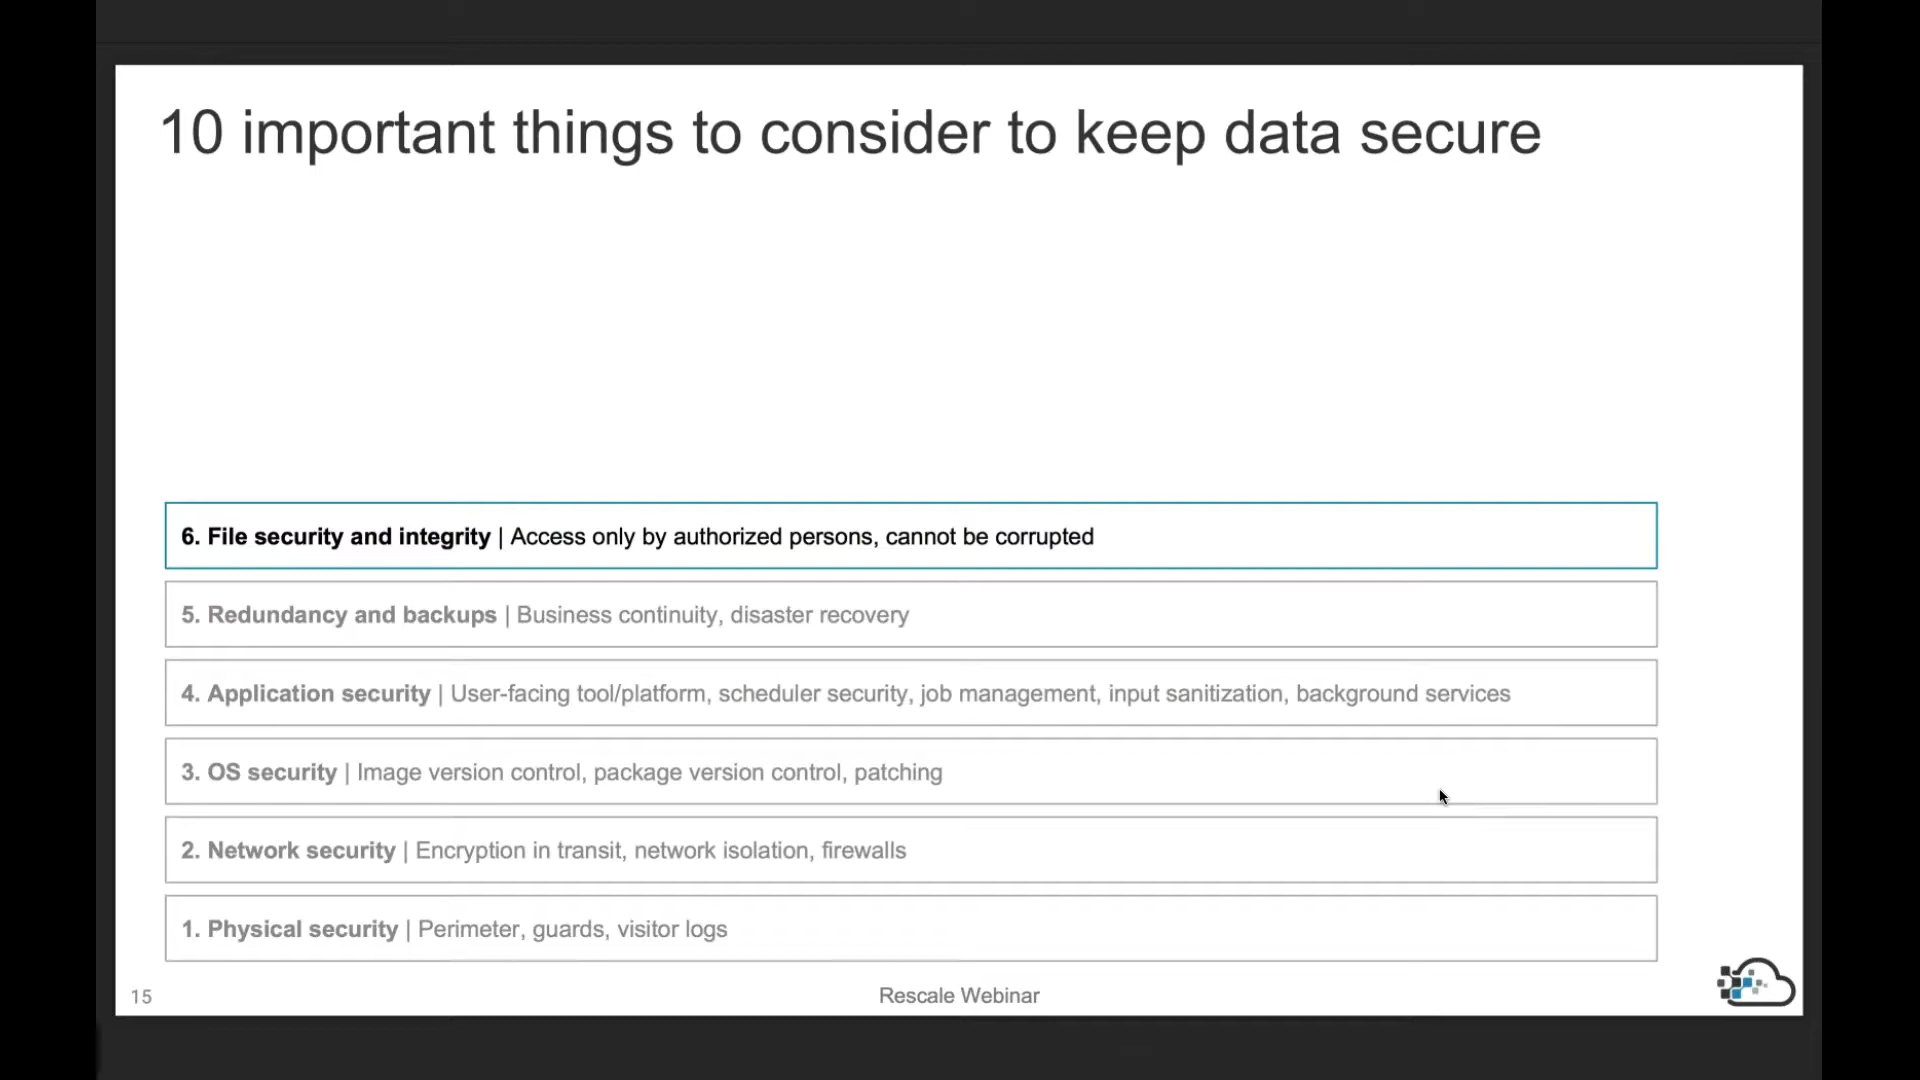 10 important things to consider to keep data secure
6. File security and integrity | Access only by authorized persons, cannot be corrupted
5. Redundancy and backups | Business continuity, disaster recovery
4. Application security | User-facing tool/platform, scheduler security, job management, input sanitization, background services
3. OS security | Image version control, package version control, patching
2. Network security | Encryption in transit, network isolation, firewalls
1. Physical security | Perimeter, guards, visitor logs
15
Rescale Webinar